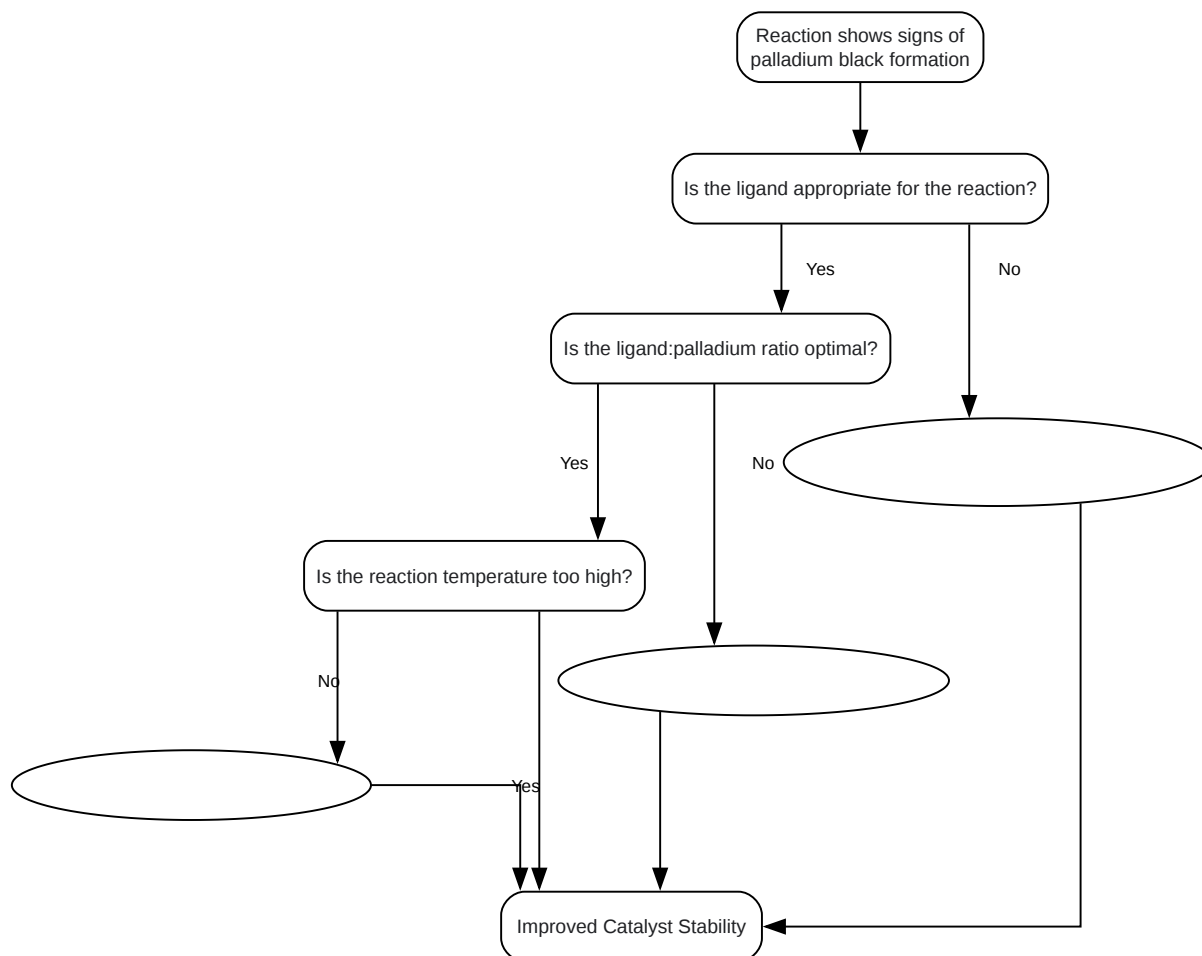 Reaction shows signs of
palladium black formation
Is the ligand appropriate for the reaction?
Yes
No
Is the ligand:palladium ratio optimal?
Yes
No
Is the reaction temperature too high?
No
Yes
Improved Catalyst Stability